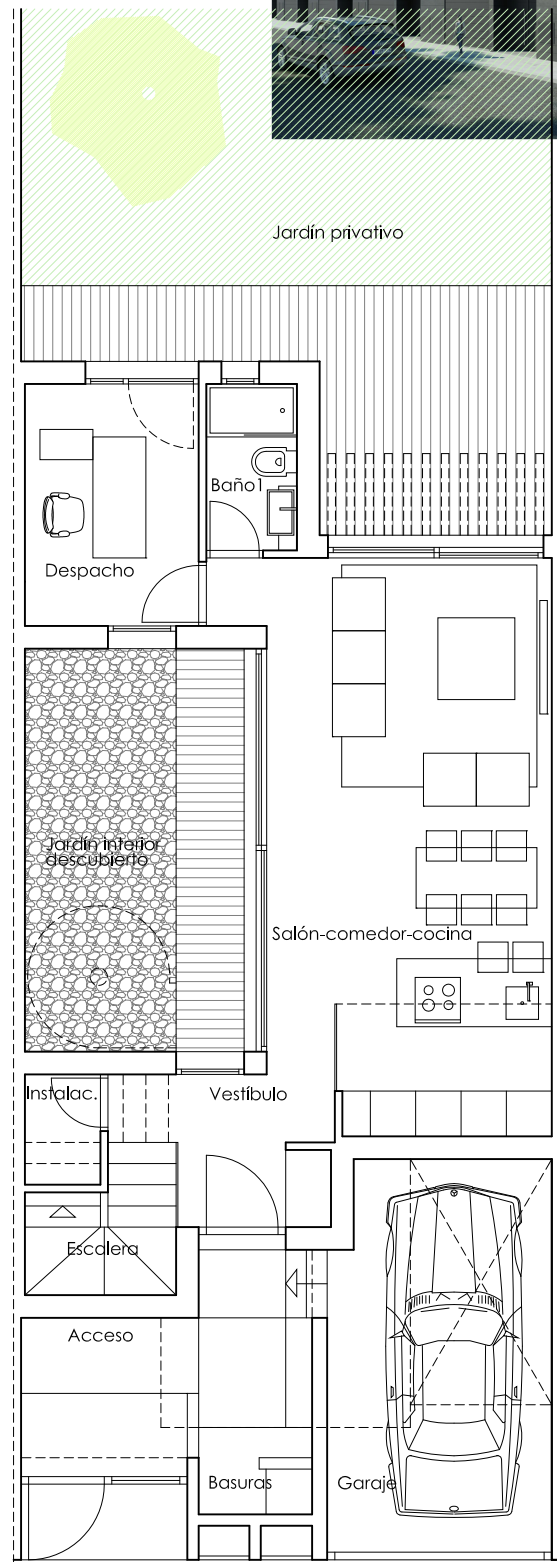 Jardín privativo
Baño1
Despacho
Jardín interior
descubierto
Salón-comedor-cocina
Instalac.
Vestíbulo
Escalera
Acceso
Basuras
Garaje